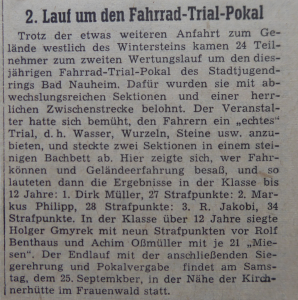 2. Lauf um den Fahrrad-Trial-Pokal
Trotz der etwas weiteren Anfahrt zum Ge-
lände westlich des Wintersteins kamen 24 Teil-
nehmer zum zweiten Wertungslauf um den dies-
jährigen Fahrrad-Trial-Pokal des Stadtjugend-
rings Bad Nauheim. Dafür wurden sie mit ab-
wechslungsreichen Sektionen und einer herr-
lichen Zwischenstrecke belohnt. Der Veranstal-
ter hatte sich bemüht, den Fahrern ein „echtes"
Trial, d. h. Wasser, Wurzeln, Steine usw. anzu-
bieten, und steckte zwei Sektionen in einem stei-
nigen Bachbett ab. Hier zeigte sich, wer Fahr-
können und Geländeerfahrung besaß, und so
lauteten dann die Ergebnisse in der Klasse bis
12 Jahre: 1. Dirk Müller, 27 Strafpunkte: 2. Mar-
kus Philipp, 28 Strafpunkte: 3. R. Jakobi, 34
Strafpunkte. In der Klasse über 12 Jahre siegte
Holger Gmyrek mit neun Strafpunkten vor Rolf
Benthaus und Achim Oßmüller mit je 21 „Mie-
sen". Der Endlauf mit der anschließenden Sie-
gerehrung und Pokalvergabe findet am Sams-
tag, dem 25. Septemkber, in der Nähe der Kirch-
nerhütte im Frauenwald statt.